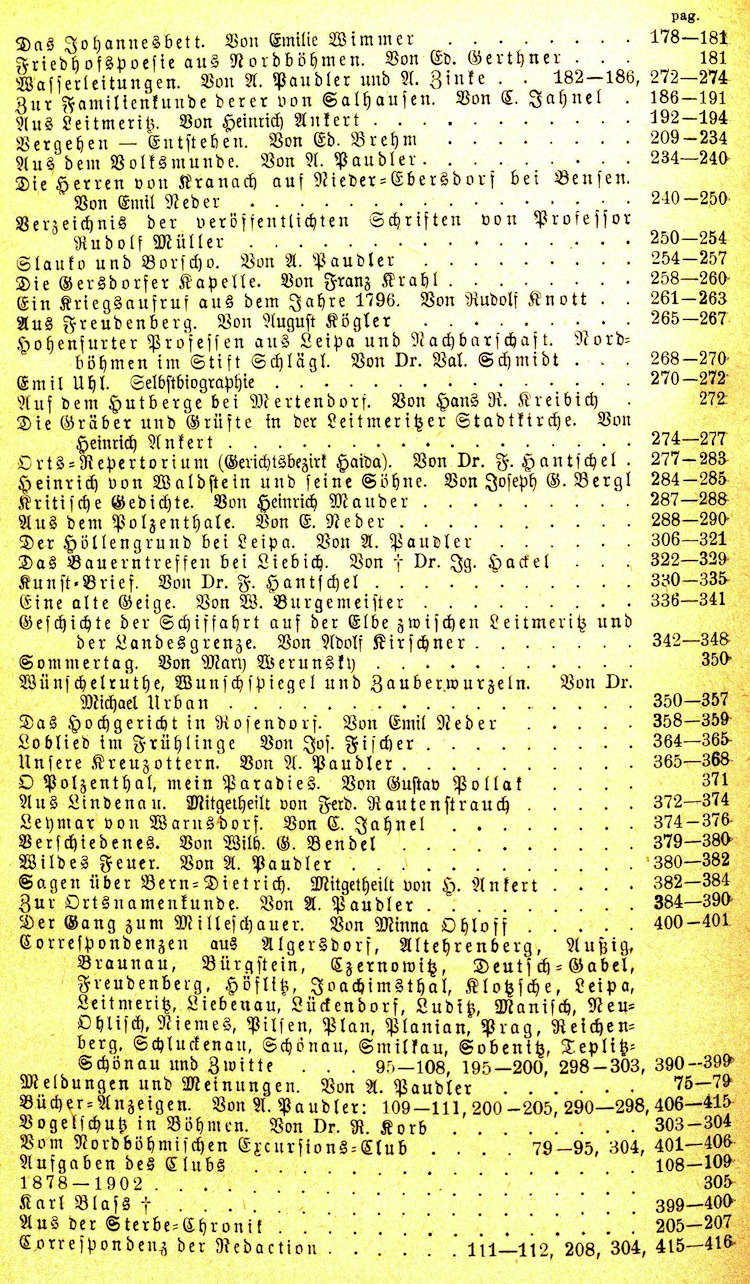 pag.
Das Johannesbett. Von Emilie Wimmer . . . . . . . . 178—181
Friedhofspoesie aus Nordböhmen. Von Ed. Gerthner . . . 181
Wasserleitungen. Von A. Paudler und A. Zinke . . 182—186, 272—274
Zur Familienkunde derer von Salhausen. Von C. Jahnel . 186—191
Aus Leitmeritz. Von Heinrich Ankert . . . . . . . . . . . 192—194
Vergehen — Entstehen. Von Ed. Brehm . . . . . . . . 209—234
Aus dem Volksmunde. Von A. Paudler . . . . . . . . . 234—240
Die Herren von Kranach auf Nieder-Ebersdorf bei Bensen.
Von Emil Neder . . . . . . . . . . . . . . . . 240—250
Verzeichnis der veröffentlichten Schriften von Professor
Rudolf Müller . . . . . . . . . . . . . . . . 250—254
Slauko und Borscho. Von A. Paudler . . . . . . . . . 254—257
Die Gersdorfer Kapelle. Von Franz Krahl . . . . . . . . 258—260
Ein Kriegsaufruf aus dem Jahre 1796. Von Rudolf Knott . . 261—263
Aus Freudenberg. Von August Kögler . . . . . . . . . 265—267
Hohenfurter Professen aus Leipa und Nachbarschaft. Nord-
böhmen im Stift Schlägl. Von Dr. Val. Schmidt . . . 268—270
Emil Uhl. Selbstbiographie . . . . . . . . . . . . . . 270—272
Auf dem Hutberge bei Mertendorf. Von Hans R. Kreibich . 272
Die Gräber und Grüfte in der Leitmeritzer Stadtkirche. Von
Heinrich Ankert . . . . . . . . . . . . . . . . 274—277
Orts-Repertorium (Gerichtsbezirk Haida). Von Dr. F. Hantschel . 277—283
Heinrich von Waldstein und seine Söhne. Von Joseph G. Bergl 284—285
Kritische Gedichte. Von Heinrich Mauder . . . . . . . . . 287—288
Aus dem Polzenthale. Von E. Neder . . . . . . . . . . 288—290
Der Höllengrund bei Leipa. Von A. Paudler . . . . . . . 306—321
Das Bauerntreffen bei Liebich. Von † Dr. Ig. Hackel . . . 322—329
Kunst-Brief. Von Dr. F. Hantschel . . . . . . . . . . . 330—335
Eine alte Geige. Von W. Burgemeister . . . . . . . . . 336—341
Geschichte der Schiffahrt auf der Elbe zwischen Leitmeritz und
der Landesgrenze. Von Adolf Kirschner . . . . . . . 342—348
Sommertag. Von Mary Werunsky . . . . . . . . . . . . 350
Wünschelruthe, Wunschspiegel und Zauberwurzeln. Von Dr.
Michael Urban . . . . . . . . . . . . . . . . . 350—357
Das Hochgericht in Rosendorf. Von Emil Neder . . . . . . 358—359
Loblied im Frühlinge Von Jos. Fischer . . . . . . . . . 364—365
Unsere Kreuzottern. Von A. Paudler . . . . . . . . . . 365—368
O Polzenthal, mein Paradies. Von Gustav Pollak . . . . 371
Aus Lindenau. Mitgetheilt von Ferd. Rautenstrauch . . . . . 372—374
Leymar von Warnsdorf. Von C. Jahnel . . . . . . . . 374—376
Verschiedenes. Von Wilh. G. Bendel . . . . . . . . . . 379—380
Wildes Feuer. Von A. Paudler . . . . . . . . . . . . 380—382
Sagen über Bern-Dietrich. Mitgetheilt von H. Ankert . . . . 382—384
Zur Ortsnamenkunde. Von A. Paudler . . . . . . . . . 384—390
Der Gang zum Milleschauer. Von Minna Ohloff . . . . . 400—401
Correspondenzen aus Algersdorf, Altehrenberg, Außig,
Braunau, Bürgstein, Czernowitz, Deutsch-Gabel,
Freudenberg, Höflitz, Joachimsthal, Klotzsche, Leipa,
Leitmeritz, Liebenau, Lückendorf, Luditz, Manisch, Neu-
Ohlisch, Niemes, Pilsen, Plan, Planian, Prag, Reichen-
berg, Schluckenau, Schönau, Smilkau, Sobenitz, Teplitz-
Schönau und Zwitte . . . 95—108, 195—200, 298—303, 390--399
Meldungen und Meinungen. Von A. Paudler . . . . . . 75—79
Bücher-Anzeigen. Von A. Paudler: 109—111, 200—205, 290—298, 406—415
Vogelschutz in Böhmen. Von Dr. R. Korb . . . . . . . . 303—304
Vom Nordböhmischen Excursions-Club . . . . 79—95, 304, 401—406
Aufgaben des Clubs . . . . . . . . . . . . . . . . 108—109
1878—1902 . . . . . . . . . . . . . . . . . . . . 305
Karl Blass † . . . . . . . . . . . . . . . . . . . 399—400
Aus der Sterbe-Chronik . . . . . . . . . . . . . . . 205—207
Correspondenz der Redaction . . . . . . 111—112, 208, 304, 415—416